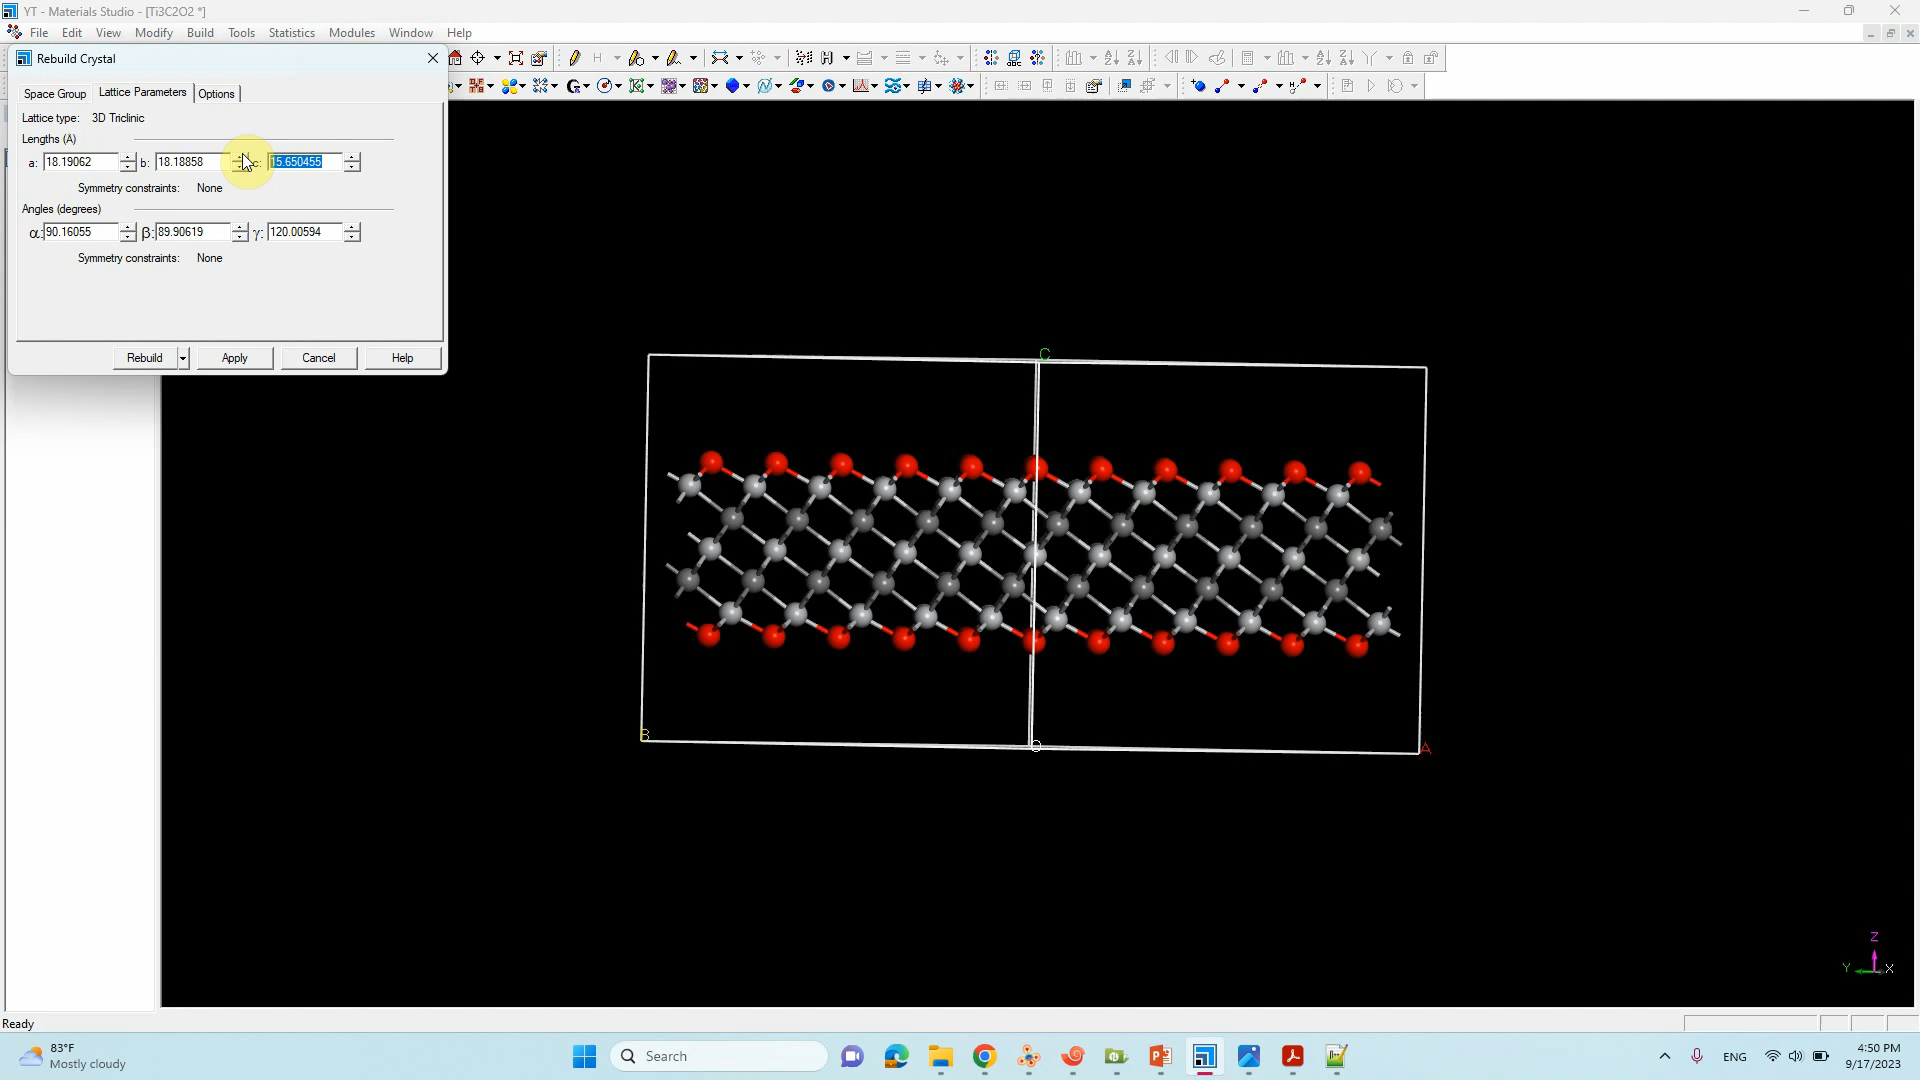 YT - Materials Studio - [Ti3C2O2 *]
File Edit View Modify Build Tools Statistics Modules Window Help
Rebuild Crystal
Space Group Lattice Parameters Options
Lattice type: 3D Triclinic
Lengths (Å)
a: 18.19062 b: 18.18858 c: 15.650455
Symmetry constraints: None
Angles (degrees)
α: 90.16055 β: 89.90619 γ: 120.00594
Symmetry constraints: None
Rebuild Apply Cancel Help
C
B
O
A
Z
Y X
Ready
83°F
Mostly cloudy
Search
ENG
4:50 PM
9/17/2023